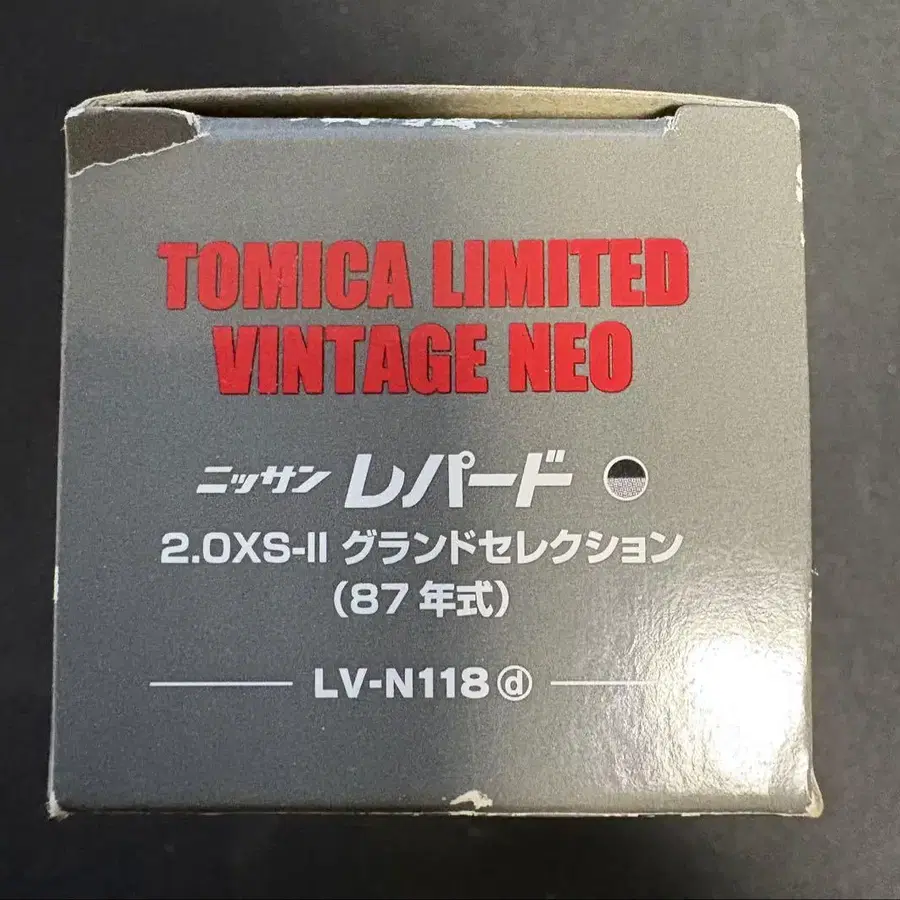 TOMICA LIMITED
VINTAGE NEO
ニッサン レパード
2.0XS-II グランドセレクション
(87年式)
LV-N118ⓓ